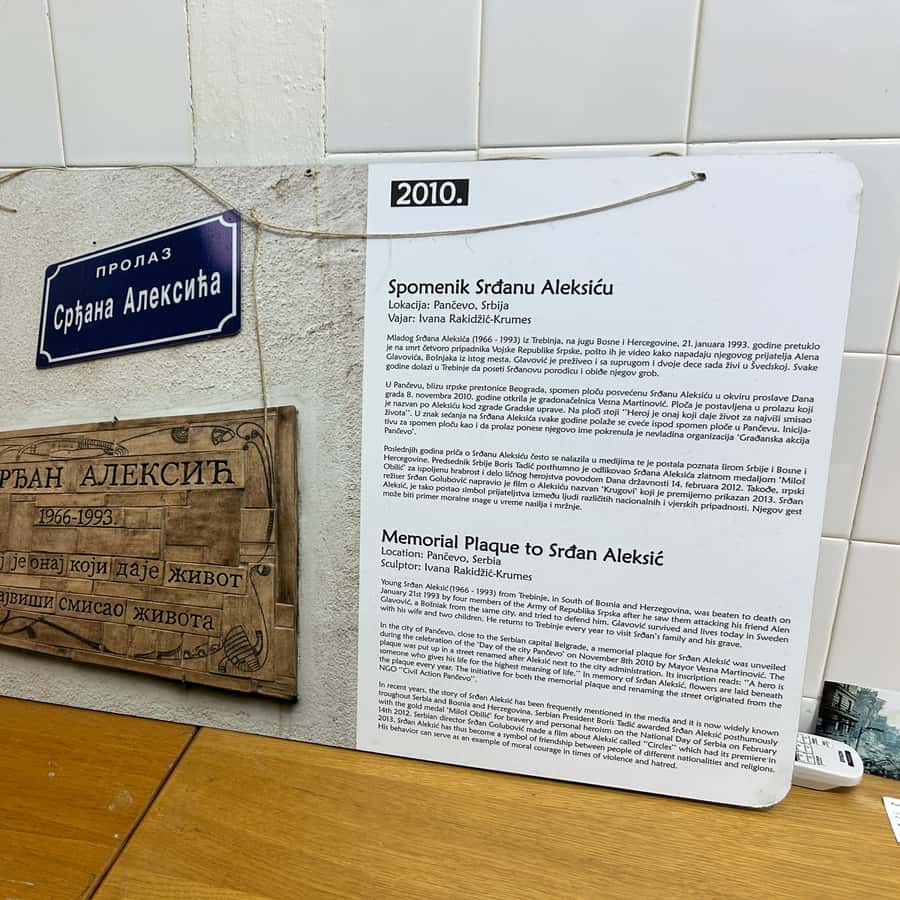 ПРОЛАЗ
Срђана Алексића
РЂАН АЛЕКСИЋ
1966-1993.
Ј је онај који даје живот
ајвиши смисао живота
2010.
Spomenik Srđanu Aleksiću
Lokacija: Pančevo, Srbija
Vajar: Ivana Rakidžić-Krumes
Mladog Srđana Aleksića (1966 - 1993) iz Trebinja, na jugu Bosne i Hercegovine, 21. januara 1993. godine pretuklo
je na smrt četvoro pripadnika Vojske Republike Srpske, pošto ih je video kako napadaju njegovog prijatelja Alena
Glavovića, Bošnjaka iz istog mesta. Glavović je preživeo i sa suprugom i dvoje dece sada živi u Švedskoj. Svake
godine dolazi u Trebinje da poseti Srđanovu porodicu i obiđe njegov grob.
U Pančevu, blizu srpske prestonice Beograda, spomen ploču posvećenu Srđanu Aleksiću u okviru proslave Dana
grada 8. novembra 2010. godine otkrila je gradonačelnica Vesna Martinović. Ploča je postavljena u prolazu koji
je nazvan po Aleksiću kod zgrade Gradske uprave. Na ploči stoji "Heroj je onaj koji daje život za najviši smisao
života". U znak sećanja na Srđana Aleksića svake godine polaže se cveće ispod spomen ploče u Pančevu. Inicija-
tivu za spomen ploču kao i da prolaz ponese njegovo ime pokrenula je nevladina organizacija 'Građanska akcija
Pančevo'.
Poslednjih godina priča o Srđanu Aleksiću često se nalazila u medijima te je postala poznata širom Srbije i Bosne i
Hercegovine. Predsednik Srbije Boris Tadić posthumno je odlikovao Srđana Aleksića zlatnom medaljom 'Miloš
Obilić' za ispoljenu hrabrost i delo ličnog herojstva povodom Dana državnosti 14. februara 2012. Takođe, srpski
režiser Srđan Golubović napravio je film o Aleksiću nazvan 'Krugovi' koji je premijerno prikazan 2013. Srđan
Aleksić, je tako postao simbol prijateljstva između ljudi različitih nacionalnih i vjerskih pripadnosti. Njegov gest
može biti primer moralne snage u vreme nasilja i mržnje.
Memorial Plaque to Srđan Aleksić
Location: Pančevo, Serbia
Sculptor: Ivana Rakidžić-Krumes
Young Srđan Aleksić (1966 - 1993) from Trebinje, in South of Bosnia and Herzegovina, was beaten to death on
January 21st 1993 by four members of the Army of Republika Srpska after he saw them attacking his friend Alen
Glavović, a Bošniak from the same city, and tried to defend him. Glavović survived and lives today in Sweden
with his wife and two children. He returns to Trebinje every year to visit Srđan's family and his grave.
In the city of Pančevo, close to the Serbian capital Belgrade, a memorial plaque for Srđan Aleksić was unveiled
during the celebration of the 'Day of the city Pančevo' on November 8th 2010 by Mayor Vesna Martinović. The
plaque was put up in a street renamed after Aleksić next to the city administration. Its inscription reads: "A hero is
someone who gives his life for the highest meaning of life." In memory of Srđan Aleksić, flowers are laid beneath
the plaque every year. The initiative for both the memorial plaque and renaming the street originated from the
NGO "Civil Action Pančevo".
In recent years, the story of Srđan Aleksić has been frequently mentioned in the media and it is now widely known
troughout Serbia and Bosnia and Herzegovina. Serbian President Boris Tadić awarded Srđan Aleksić posthumously
with the gold medal 'Miloš Obilić' for bravery and personal heroism on the National Day of Serbia on February
14th 2012. Serbian director Srđan Golubović made a film about Aleksić called "Circles" which had its premiere in
2013. Srđan Aleksić has thus become a symbol of friendship between people of different nationalities and religions.
His behavior can serve as an example of moral courage in times of violence and hatred.